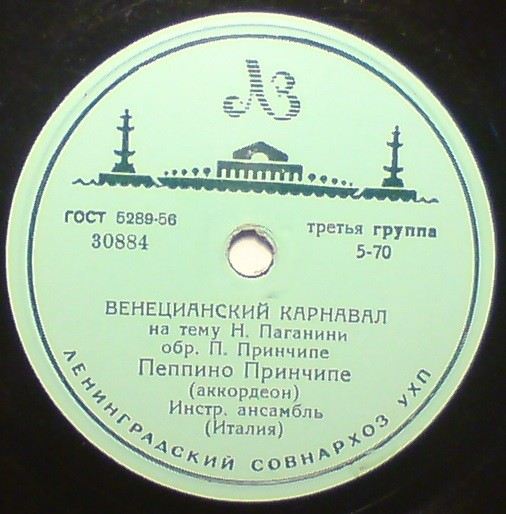 ЛЗ
ГОСТ 5289-56
30884
третья группа
5-70
ВЕНЕЦИАНСКИЙ КАРНАВАЛ
на тему Н. Паганини
обр. П. Принчипе
Пеппино Принчипе
(аккордеон)
Инстр. ансамбль
(Италия)
ЛЕНИНГРАДСКИЙ СОВНАРХОЗ УХП